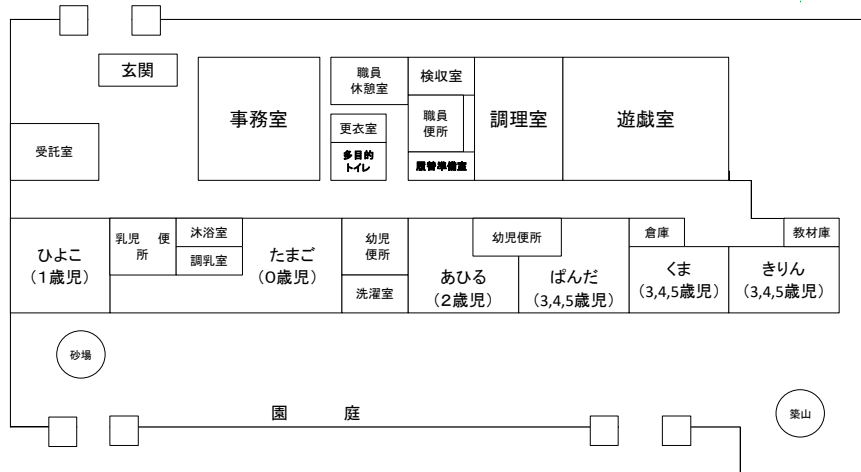 玄関
事務室
職員
休憩室
検収室
職員
便所
調理室
遊戯室
更衣室
多目的
トイレ
履替準備室
受託室
ひよこ
（１歳児）
乳児　便
所
沐浴室
調乳室
たまご
（０歳児）
幼児
便所
洗濯室
あひる
（２歳児）
幼児便所
ぱんだ
（3,4,5歳児）
倉庫
くま
（3,4,5歳児）
教材庫
きりん
（3,4,5歳児）
砂場
園　　　庭
築山